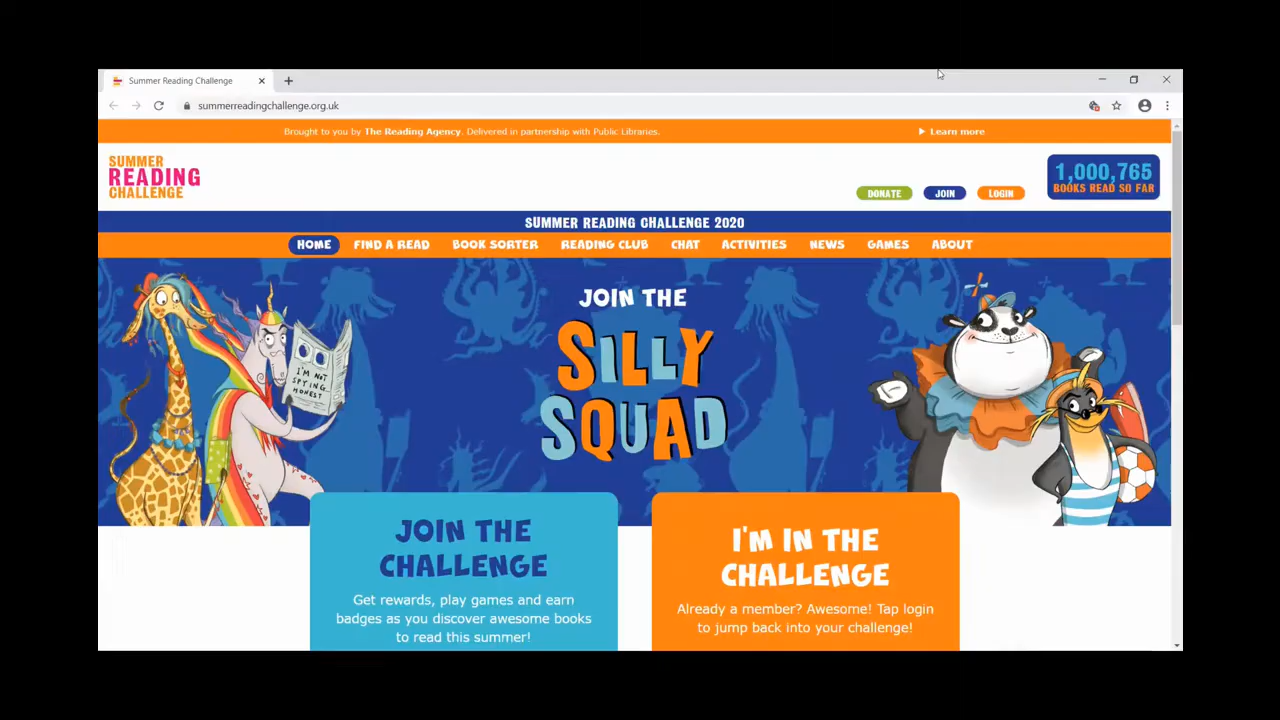 Summer Reading Challenge
summerreadingchallenge.org.uk
Brought to you by The Reading Agency. Delivered in partnership with Public Libraries.
Learn more
SUMMER
READING
CHALLENGE
DONATE
JOIN
LOGIN
1,000,765
BOOKS READ SO FAR
SUMMER READING CHALLENGE 2020
HOME FIND A READ BOOK SORTER READING CLUB CHAT ACTIVITIES NEWS GAMES ABOUT
JOIN THE
SILLY
SQUAD
I'M NOT
SPYING
HONEST
JOIN THE
CHALLENGE
Get rewards, play games and earn
badges as you discover awesome books
to read this summer!
I'M IN THE
CHALLENGE
Already a member? Awesome! Tap login
to jump back into your challenge!